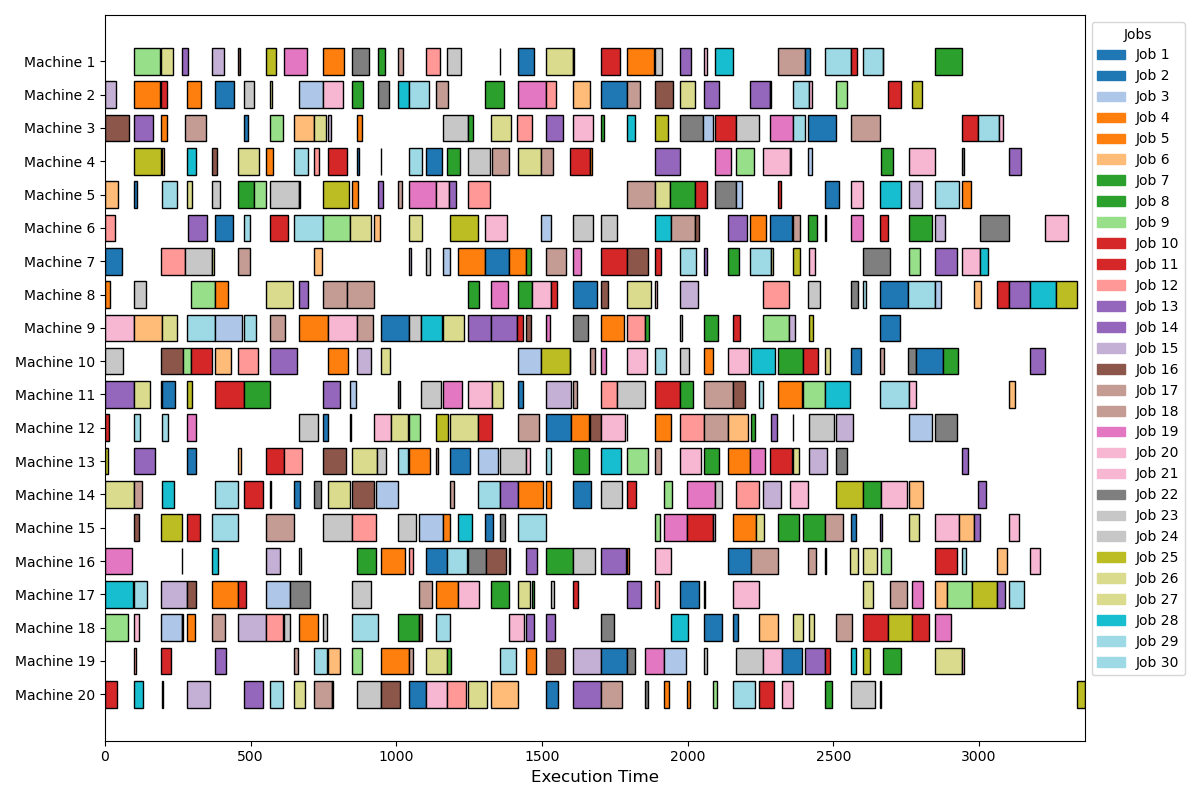 Machine 1
Machine 2
Machine 3
Machine 4
Machine 5
Machine 6
Machine 7
Machine 8
Machine 9
Machine 10
Machine 11
Machine 12
Machine 13
Machine 14
Machine 15
Machine 16
Machine 17
Machine 18
Machine 19
Machine 20
0 500 1000 1500 2000 2500 3000
Execution Time
Jobs
Job 1
Job 2
Job 3
Job 4
Job 5
Job 6
Job 7
Job 8
Job 9
Job 10
Job 11
Job 12
Job 13
Job 14
Job 15
Job 16
Job 17
Job 18
Job 19
Job 20
Job 21
Job 22
Job 23
Job 24
Job 25
Job 26
Job 27
Job 28
Job 29
Job 30